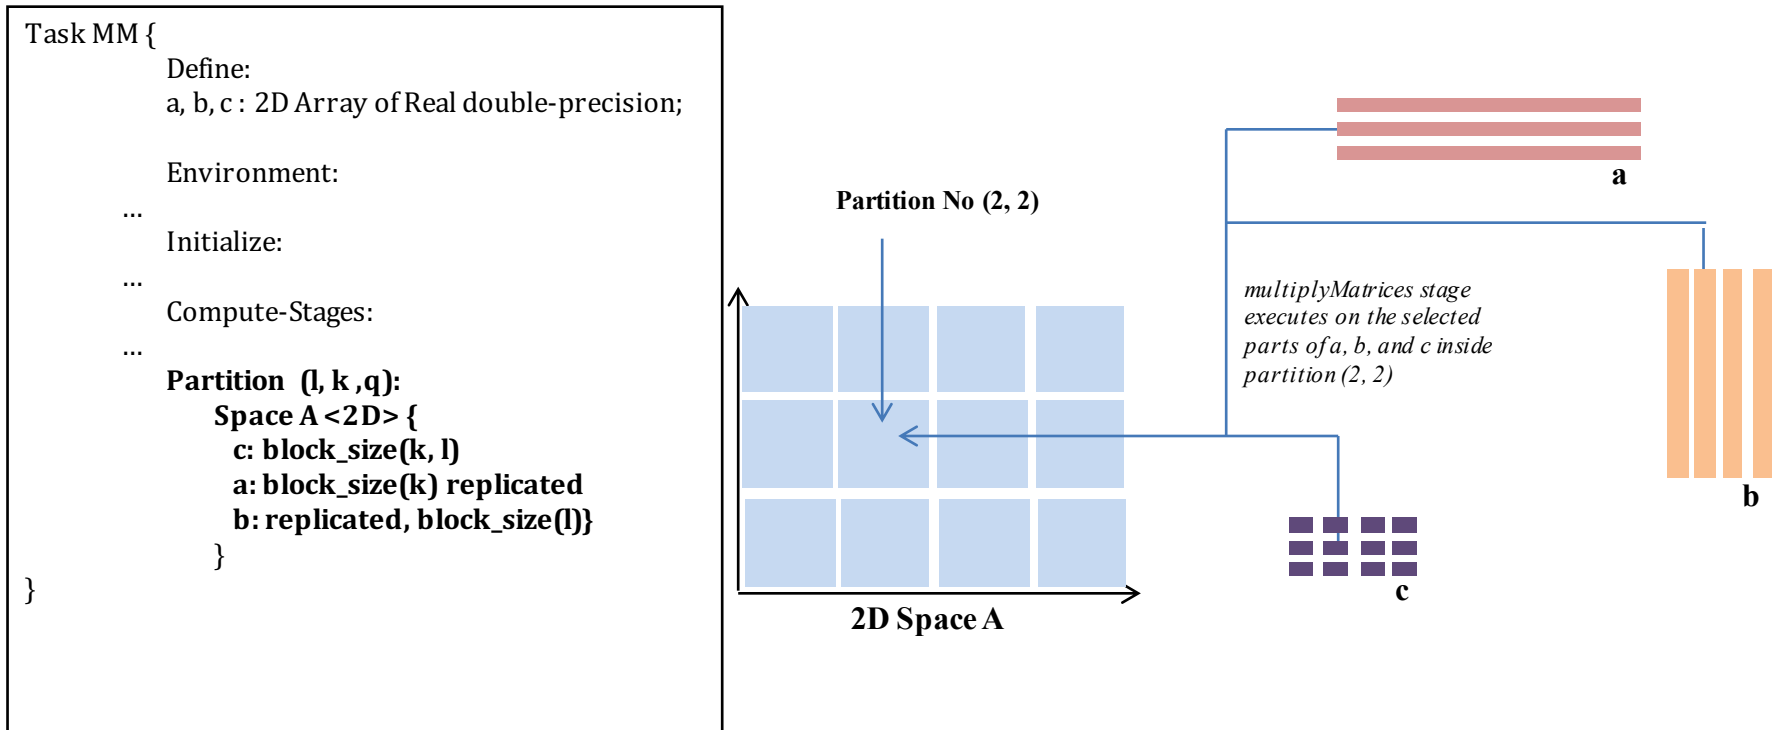 Task MM {
Define:
a, b, c : 2D Array of Real double-precision;
Environment:
...
Initialize:
...
Compute-Stages:
...
Partition (l, k ,q):
Space A <2D> {
c: block_size(k, l)
a: block_size(k) replicated
b: replicated, block_size(l)}
}
}
Partition No (2, 2)
2D Space A
multiplyMatrices stage
executes on the selected
parts of a, b, and c inside
partition (2, 2)
a
b
c